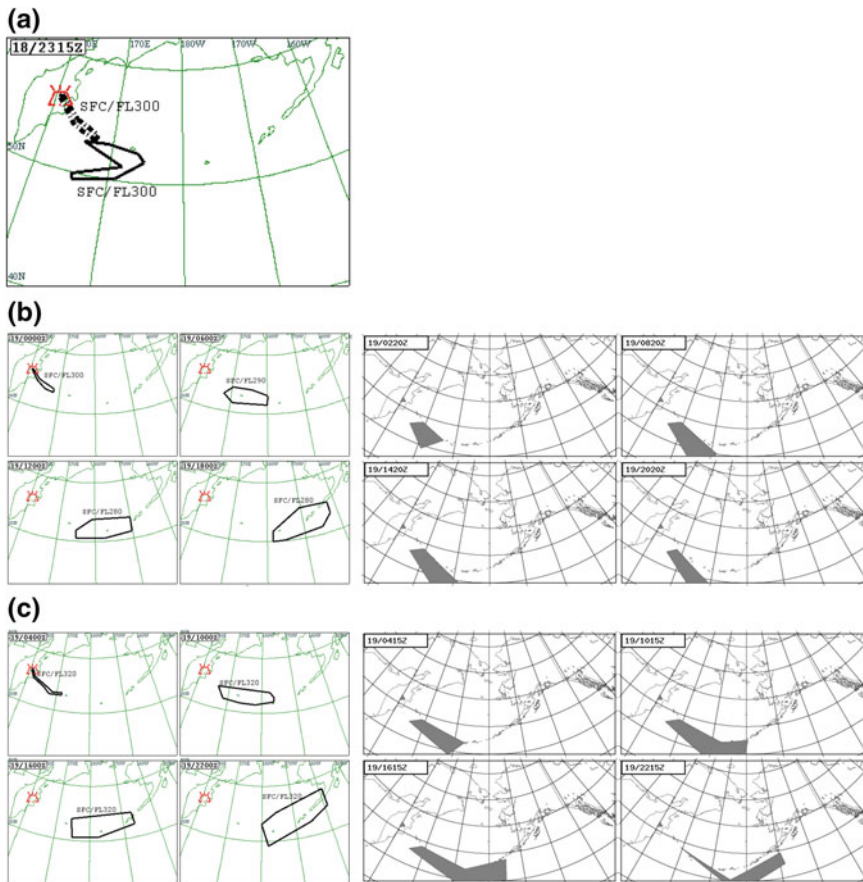 (a)
18/2315Z
170E
180W
170W
160W
SFC/FL300
50N
SFC/FL300
40N
(b)
19/0000Z
19/0600Z
SFC/FL300
SFC/FL290
19/1200Z
19/1800Z
SFC/FL280
SFC/FL280
19/0220Z
19/0820Z
19/1420Z
19/2020Z
(c)
19/0400Z
19/1000Z
SFC/FL320
SFC/FL320
19/1600Z
19/2200Z
SFC/FL320
SFC/FL320
19/0415Z
19/1015Z
19/1615Z
19/2215Z